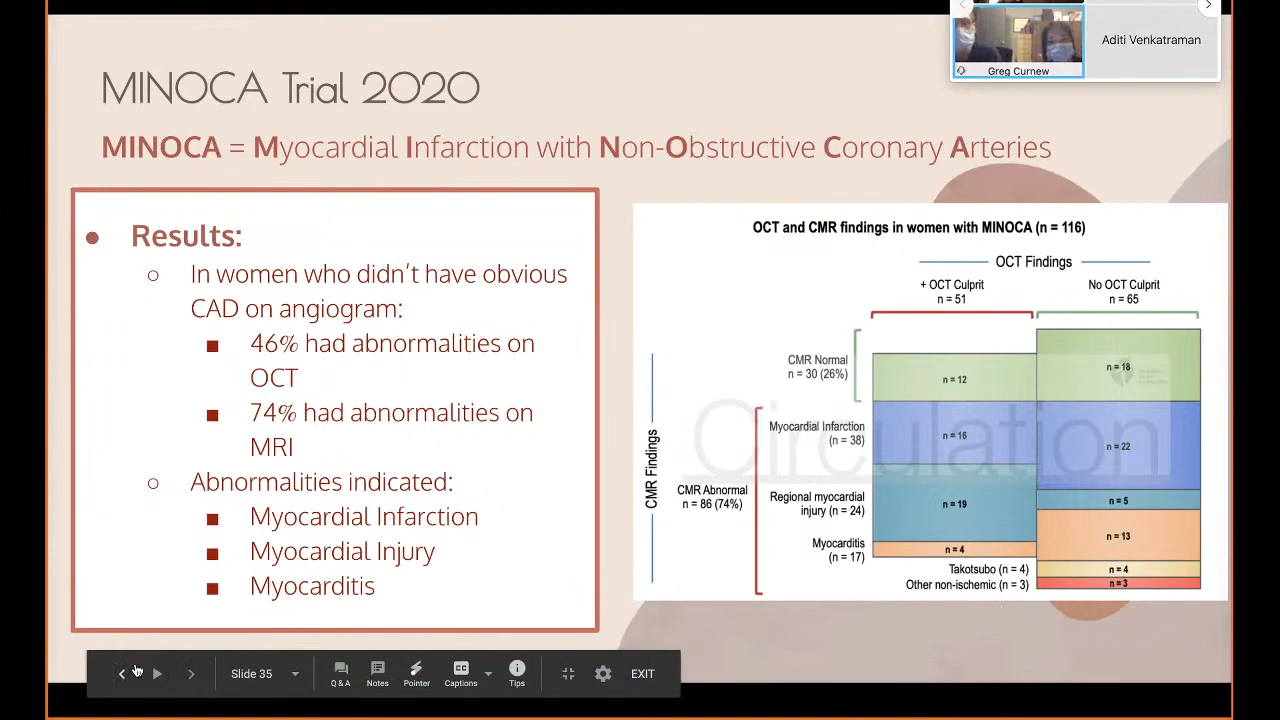 Aditi Venkatraman
Greg Curnew
MINOCA Trial 2020
MINOCA = Myocardial Infarction with Non-Obstructive Coronary Arteries
● Results:
○ In women who didn't have obvious
CAD on angiogram:
■ 46% had abnormalities on
OCT
■ 74% had abnormalities on
MRI
○ Abnormalities indicated:
■ Myocardial Infarction
■ Myocardial Injury
■ Myocarditis
OCT and CMR findings in women with MINOCA (n = 116)
OCT Findings
+ OCT Culprit
n = 51
No OCT Culprit
n = 65
CMR Findings
CMR Normal
n = 30 (26%)
n = 12
n = 18
CMR Abnormal
n = 86 (74%)
Myocardial Infarction
(n = 38)
n = 16
n = 22
Regional myocardial
injury (n = 24)
n = 19
n = 5
Myocarditis
(n = 17)
n = 4
n = 13
Takotsubo (n = 4)
n = 4
Other non-ischemic (n = 3)
n = 3
Circulation
Slide 35
Q & A
Notes
Pointer
Captions
Tips
EXIT